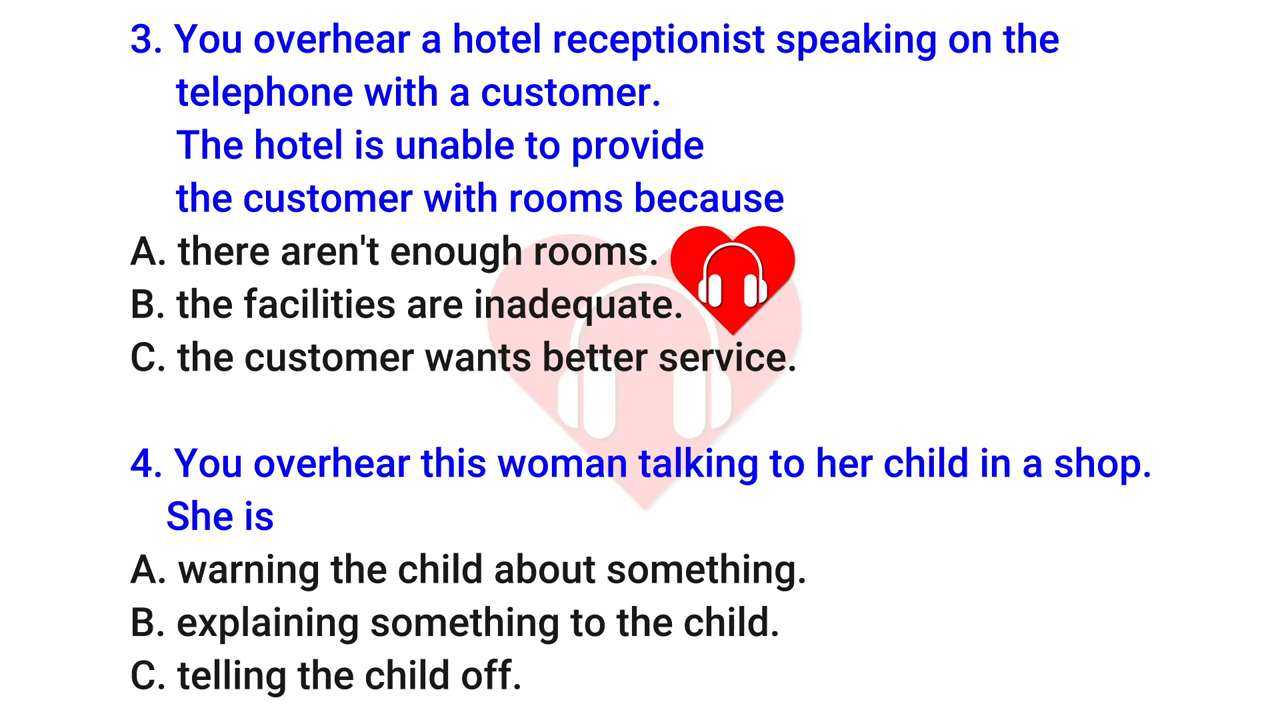 3. You overhear a hotel receptionist speaking on the
telephone with a customer.
The hotel is unable to provide
the customer with rooms because
A. there aren't enough rooms.
B. the facilities are inadequate.
C. the customer wants better service.
4. You overhear this woman talking to her child in a shop.
She is
A. warning the child about something.
B. explaining something to the child.
C. telling the child off.